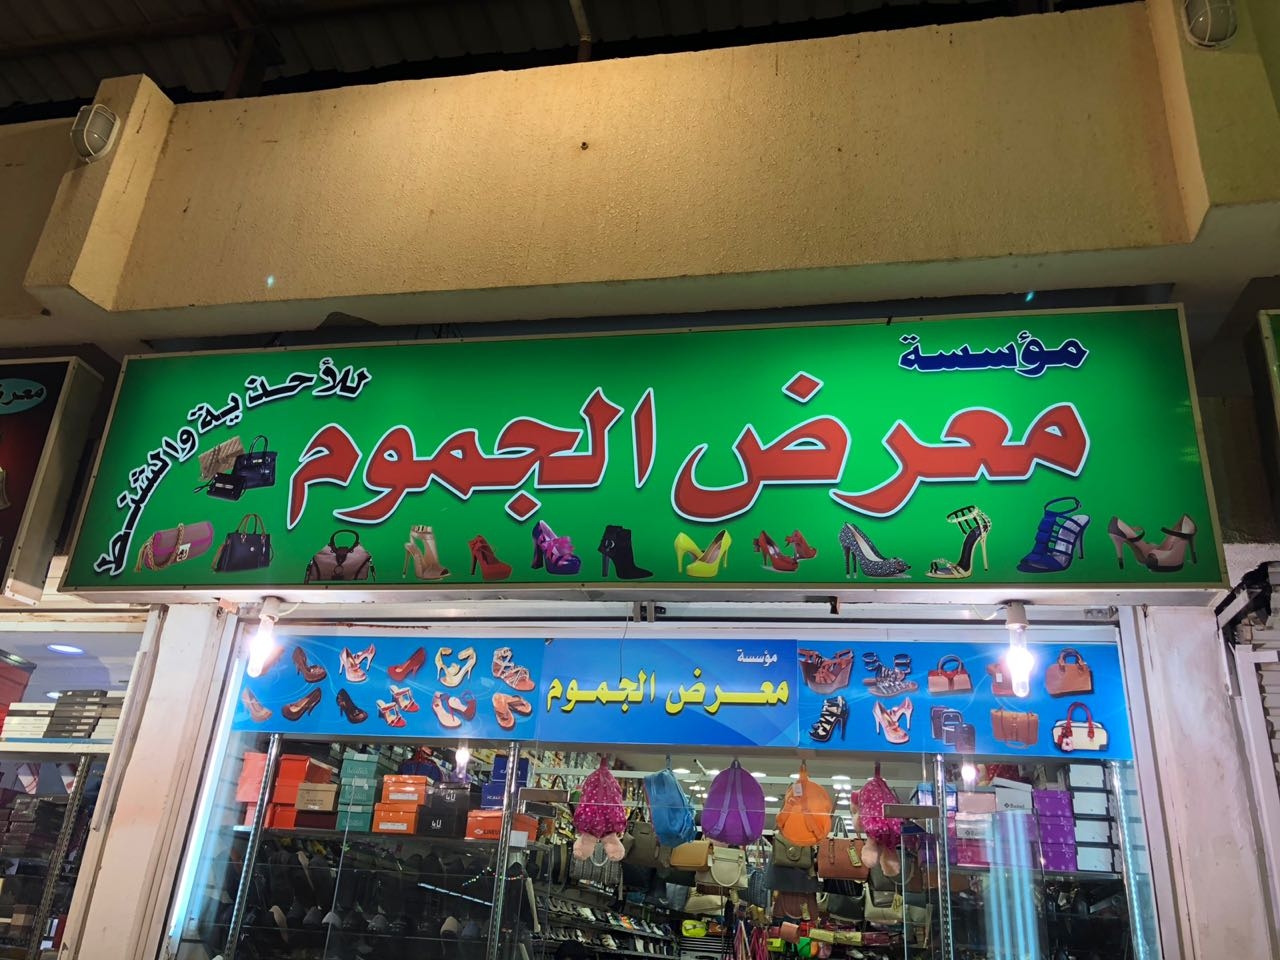 مؤسسة
معرض الجموم
للأحذية والشنط
مؤسسة
معرض الجموم